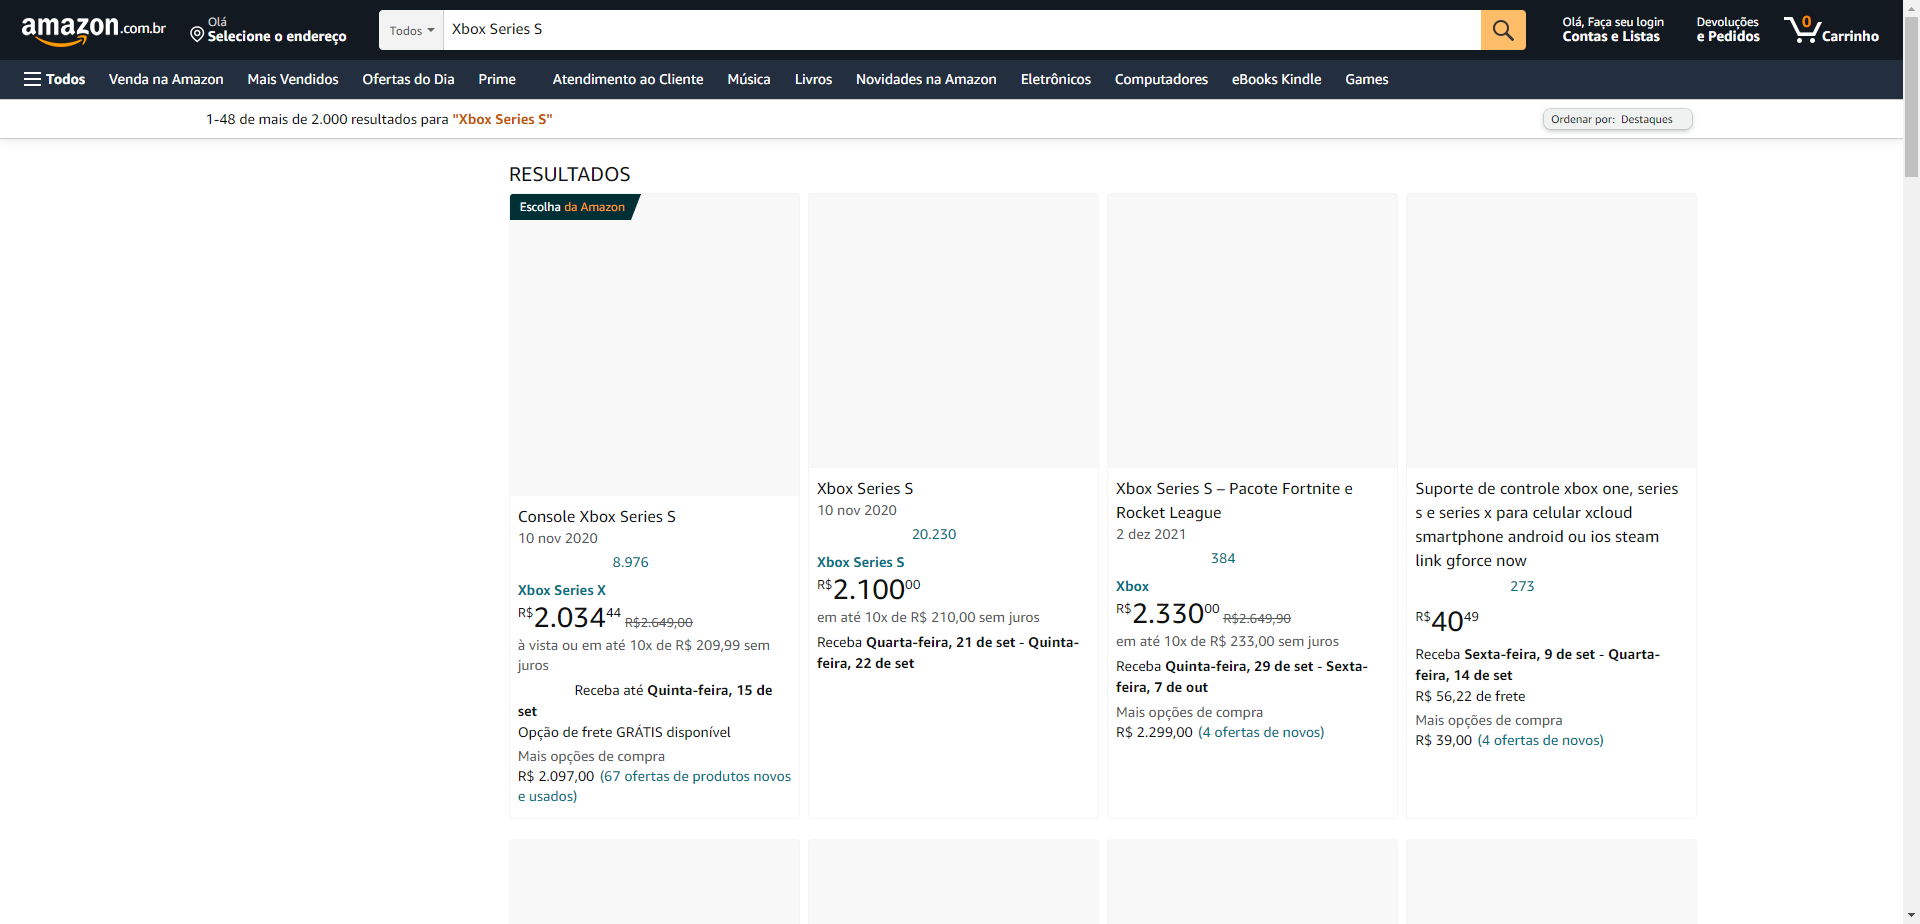 amazon.com.br
Olá
Selecione o endereço
Todos
Xbox Series S
Olá, Faça seu login
Contas e Listas
Devoluções
e Pedidos
0
Carrinho
Todos
Venda na Amazon
Mais Vendidos
Ofertas do Dia
Prime
Atendimento ao Cliente
Música
Livros
Novidades na Amazon
Eletrônicos
Computadores
eBooks Kindle
Games
1-48 de mais de 2.000 resultados para "Xbox Series S"
Ordenar por: Destaques
RESULTADOS
Escolha da Amazon
Console Xbox Series S
10 nov 2020
8.976
Xbox Series X
R$2.03444 R$2.649,00
à vista ou em até 10x de R$ 209,99 sem
juros
Receba até Quinta-feira, 15 de
set
Opção de frete GRÁTIS disponível
Mais opções de compra
R$ 2.097,00 (67 ofertas de produtos novos
e usados)
Xbox Series S
10 nov 2020
20.230
Xbox Series S
R$2.10000
em até 10x de R$ 210,00 sem juros
Receba Quarta-feira, 21 de set - Quinta-
feira, 22 de set
Xbox Series S – Pacote Fortnite e
Rocket League
2 dez 2021
384
Xbox
R$2.33000 R$2.649,90
em até 10x de R$ 233,00 sem juros
Receba Quinta-feira, 29 de set - Sexta-
feira, 7 de out
Mais opções de compra
R$ 2.299,00 (4 ofertas de novos)
Suporte de controle xbox one, series
s e series x para celular xcloud
smartphone android ou ios steam
link gforce now
273
R$4049
Receba Sexta-feira, 9 de set - Quarta-
feira, 14 de set
R$ 56,22 de frete
Mais opções de compra
R$ 39,00 (4 ofertas de novos)